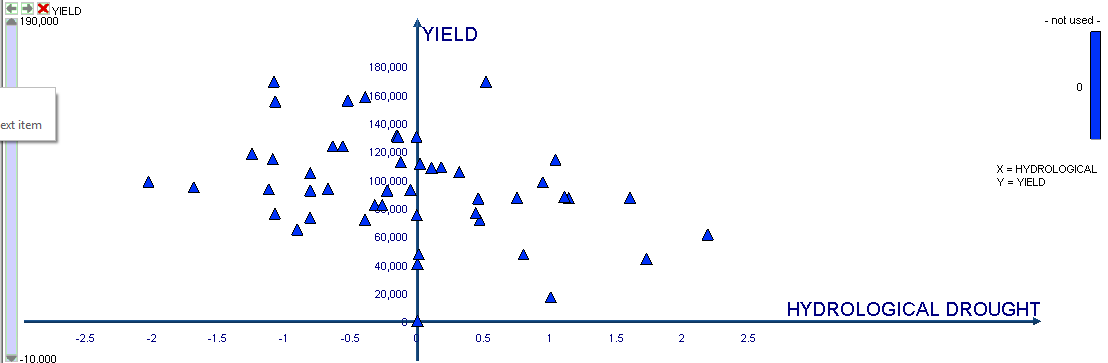 YIELD
190,000
- not used -
YIELD
180,000
160,000
0
140,000
ext item
120,000
100,000
X = HYDROLOGICAL
Y = YIELD
80,000
60,000
40,000
20,000
HYDROLOGICAL DROUGHT
0
-2.5 -2 -1.5 -1 -0.5 0 0.5 1 1.5 2 2.5
-10,000